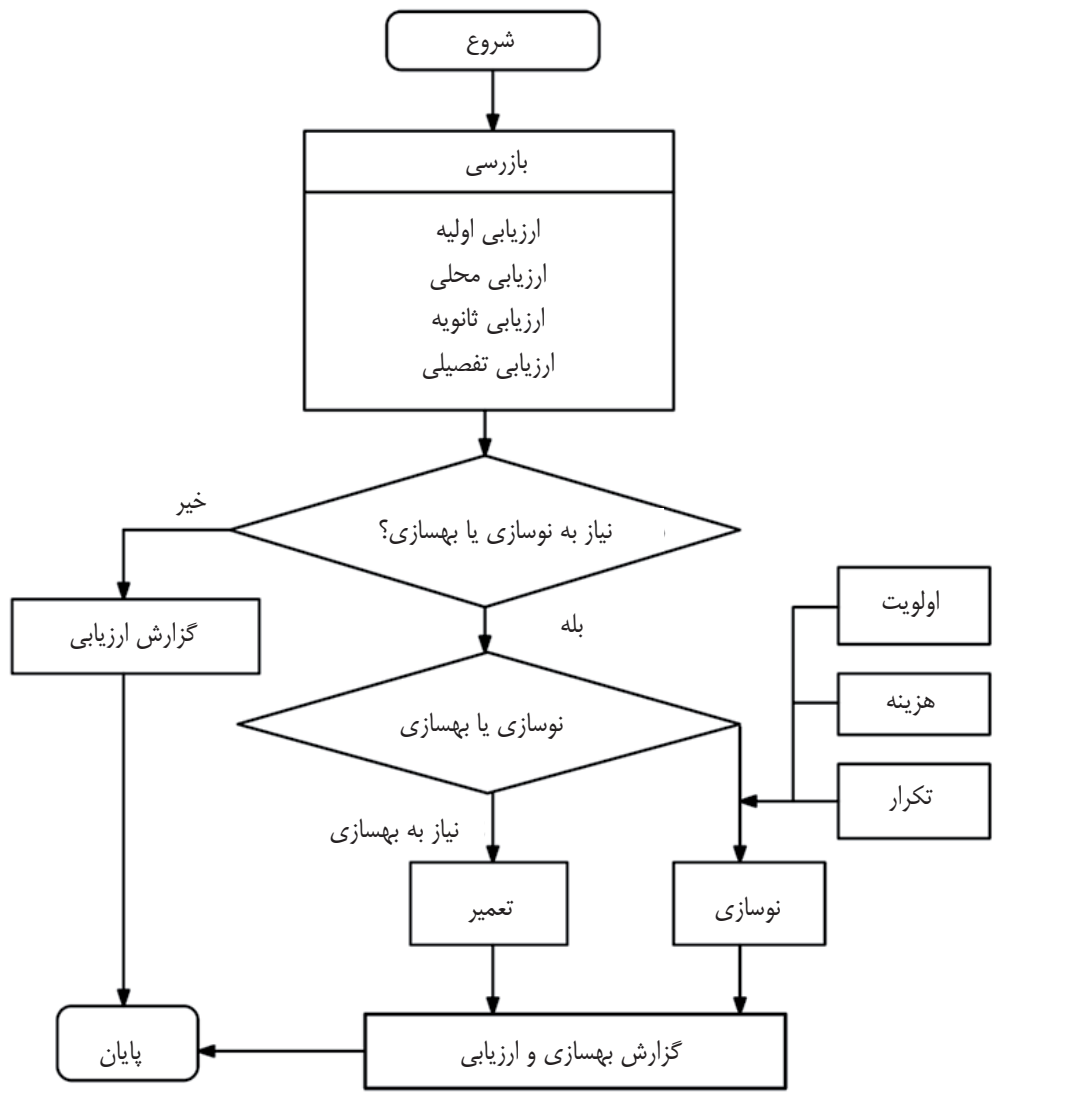 شروع
بازرسی
ارزیابی اولیه
ارزیابی محلی
ارزیابی ثانویه
ارزیابی تفصیلی
نیاز به نوسازی یا بهسازی؟
خیر
گزارش ارزیابی
بله
نوسازی یا بهسازی
اولویت
هزینه
تکرار
نیاز به بهسازی
تعمیر
نوسازی
گزارش بهسازی و ارزیابی
پایان